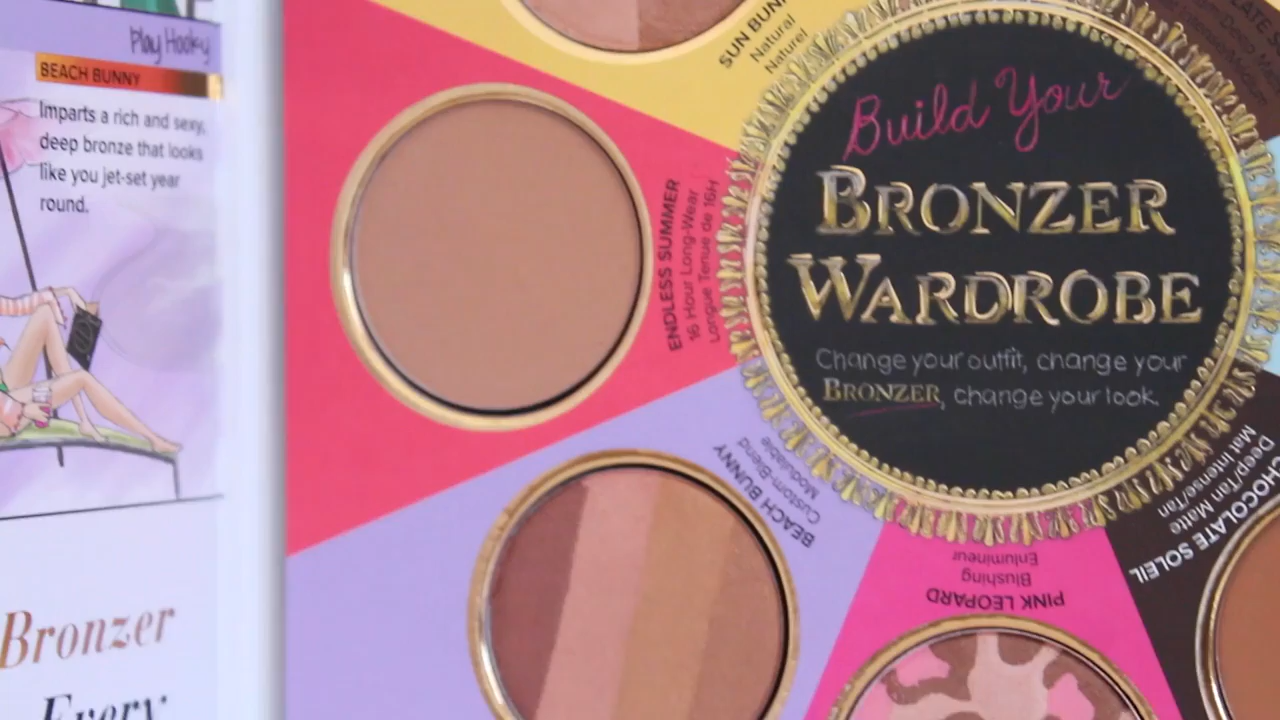 Play Hooky
BEACH BUNNY
Imparts a rich and sexy,
deep bronze that looks
like you jet-set year
round.
Bronzer
Every
SUN BUNN
Natural
Naturel
ENDLESS SUMMER
16 Hour Long-Wear
Longue Tenue de 16H
Build Your
BRONZER
WARDROBE
Change your outfit, change your
BRONZER, change your look.
BEACH BUNNY
Custom-Blend
Modulable
PINK LEOPARD
Blushing
Enlumineur
CHOCOLATE SOLEIL
Deep/Tan Matte
Mat Intense/Tan